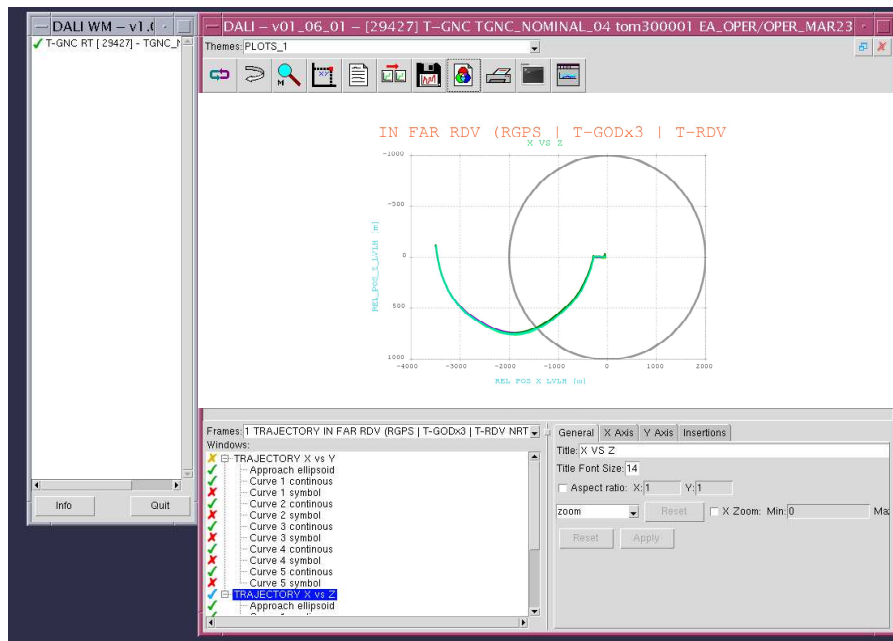 DALI WM – v1.0
T-GNC RT [ 29427] - TGNC_N
Info
Quit
DALI – v01_06_01 – [29427] T-GNC TGNC_NOMINAL_04 tom300001 EA_OPER/OPER_MAR23
Themes: PLOTS_1
M
XY
IN FAR RDV (RGPS | T-GODx3 | T-RDV
X VS Z
-1000
-500
0
500
1000
REL_POS_Z_LVLH [m]
-4000 -3000 -2000 -1000 0 1000 2000
REL POS X LVLH [m]
Frames: 1 TRAJECTORY IN FAR RDV (RGPS | T-GODx3 | T-RDV NRT
Windows:
TRAJECTORY X vs Y
Approach ellipsoid
Curve 1 continous
Curve 1 symbol
Curve 2 continous
Curve 2 symbol
Curve 3 continous
Curve 3 symbol
Curve 4 continous
Curve 4 symbol
Curve 5 continous
Curve 5 symbol
TRAJECTORY X vs Z
Approach ellipsoid
General X Axis Y Axis Insertions
Title: X VS Z
Title Font Size: 14
Aspect ratio: X: 1 Y: 1
zoom Reset X Zoom: Min: 0 Ma
Reset Apply